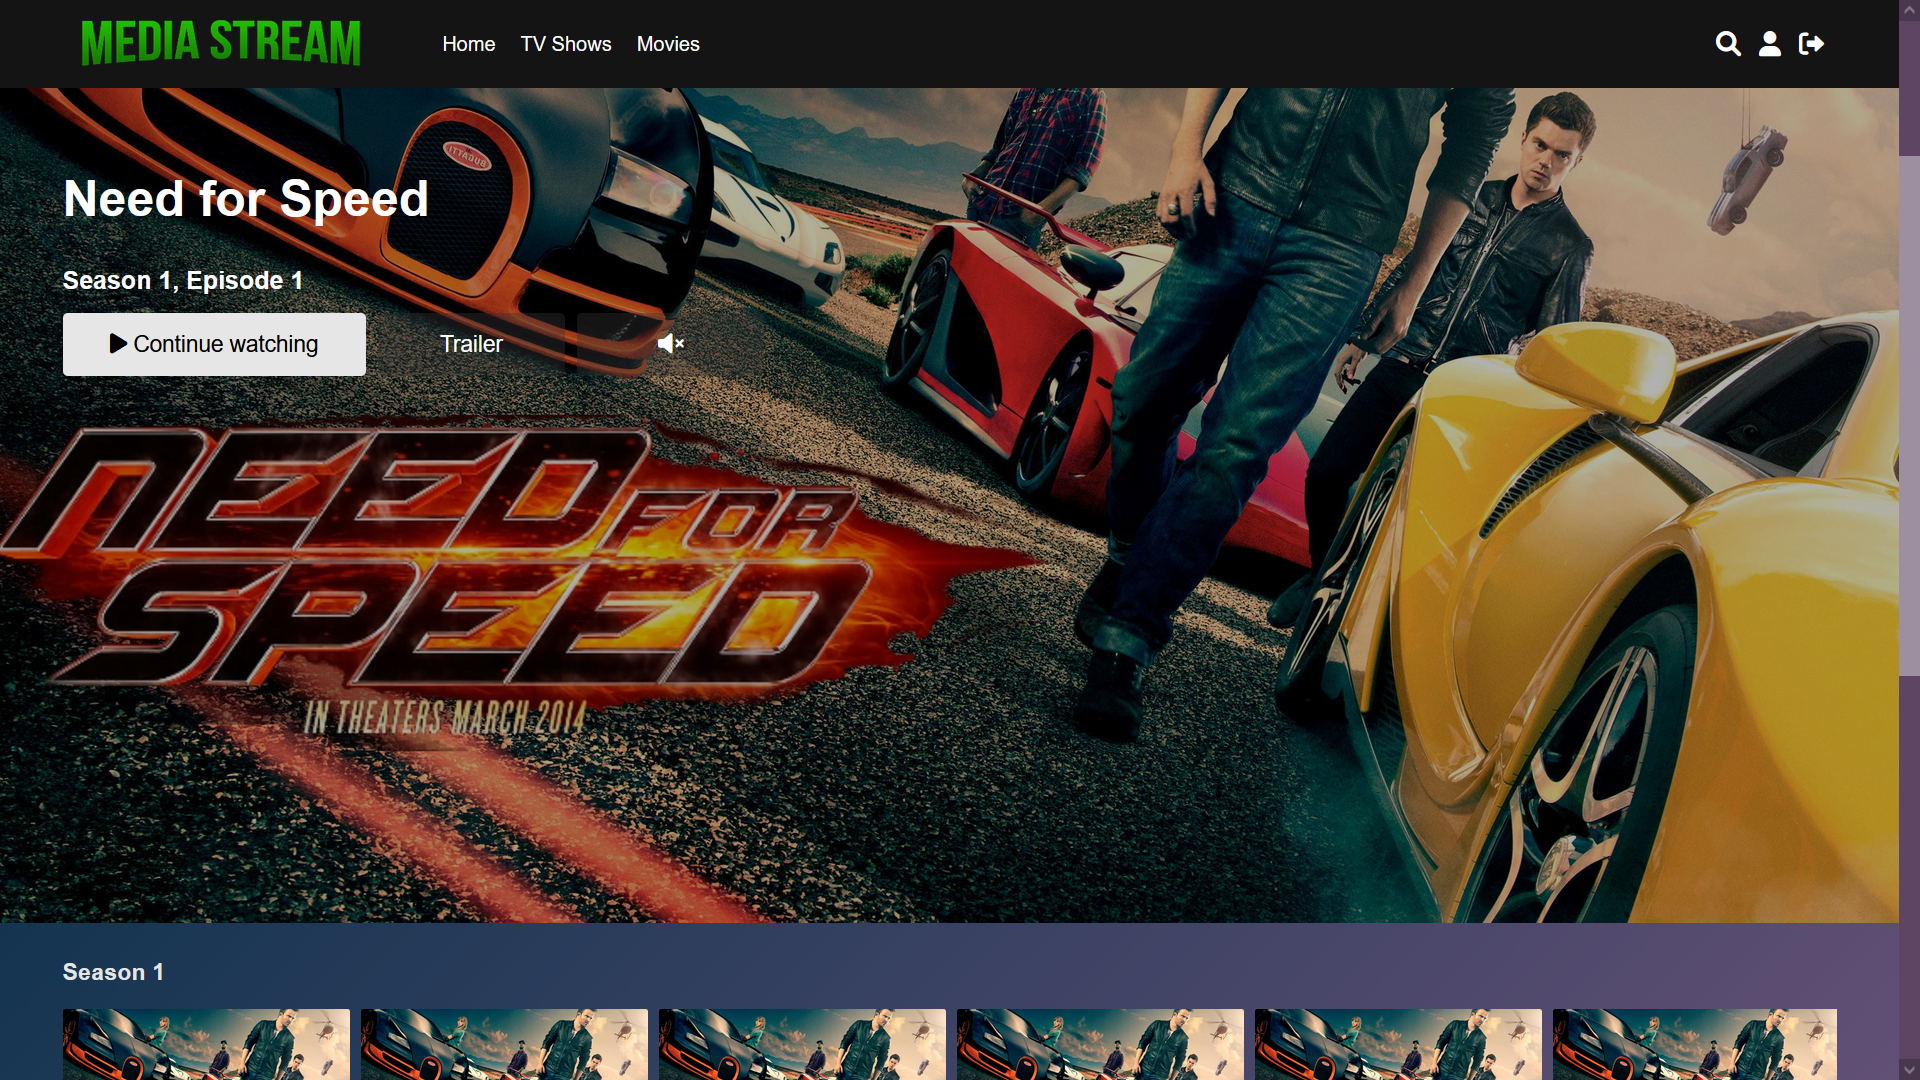 MEDIA STREAM
Home TV Shows Movies
BUGATTI
Need for Speed
Season 1, Episode 1
Continue watching Trailer
NEED FOR
SPEED
IN THEATERS MARCH 2014
Season 1